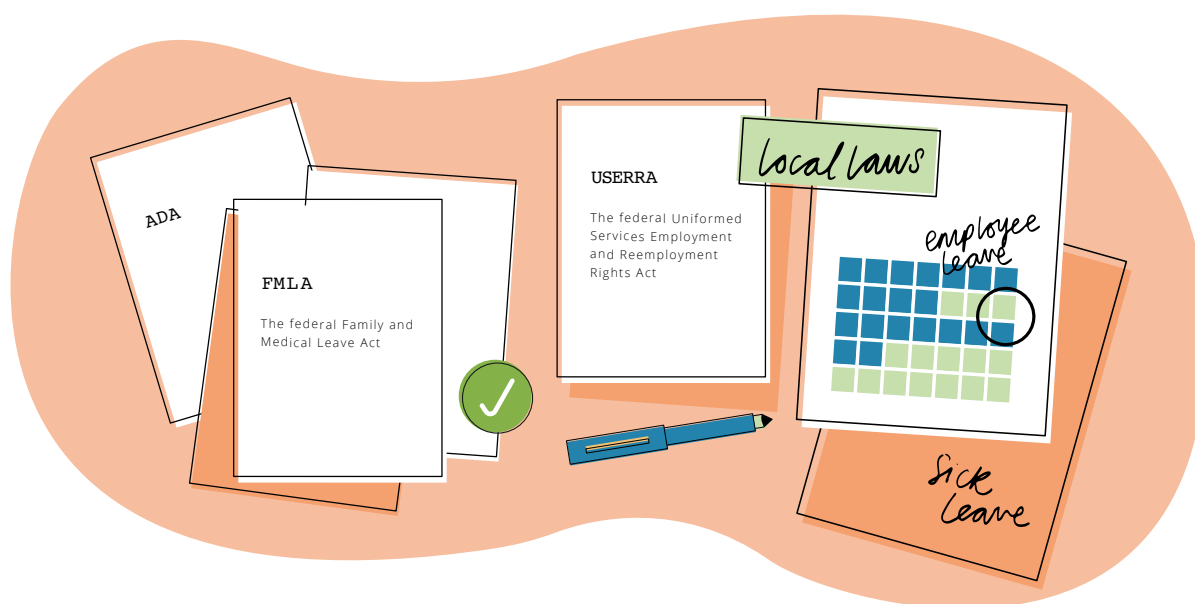 ADA
FMLA
The federal Family and
Medical Leave Act
USERRA
The federal Uniformed
Services Employment
and Reemployment
Rights Act
local laws
employee
leave
Sick
leave